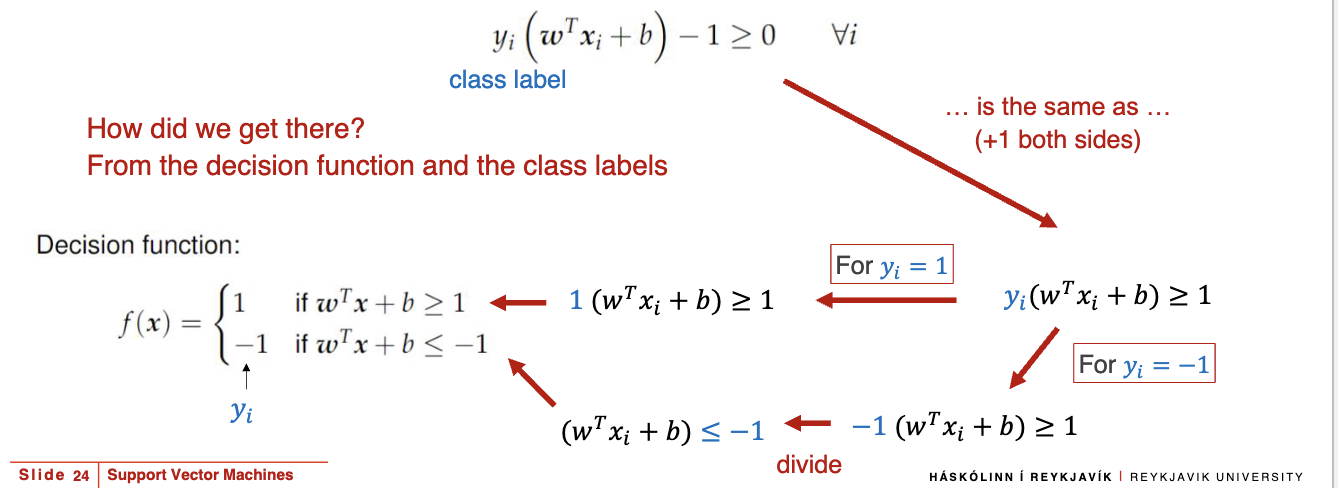 yᵢ (wᵀxᵢ + b) − 1 ≥ 0 ∀i
class label
… is the same as …
(+1 both sides)
How did we get there?
From the decision function and the class labels
Decision function:
f(x) = { 1 if wᵀx + b ≥ 1
−1 if wᵀx + b ≤ −1
yᵢ
1 (wᵀxᵢ + b) ≥ 1
For yᵢ = 1
yᵢ(wᵀxᵢ + b) ≥ 1
For yᵢ = −1
(wᵀxᵢ + b) ≤ −1
−1 (wᵀxᵢ + b) ≥ 1
divide
Slide 24 | Support Vector Machines
HÁSKÓLINN Í REYKJAVÍK | REYKJAVIK UNIVERSITY